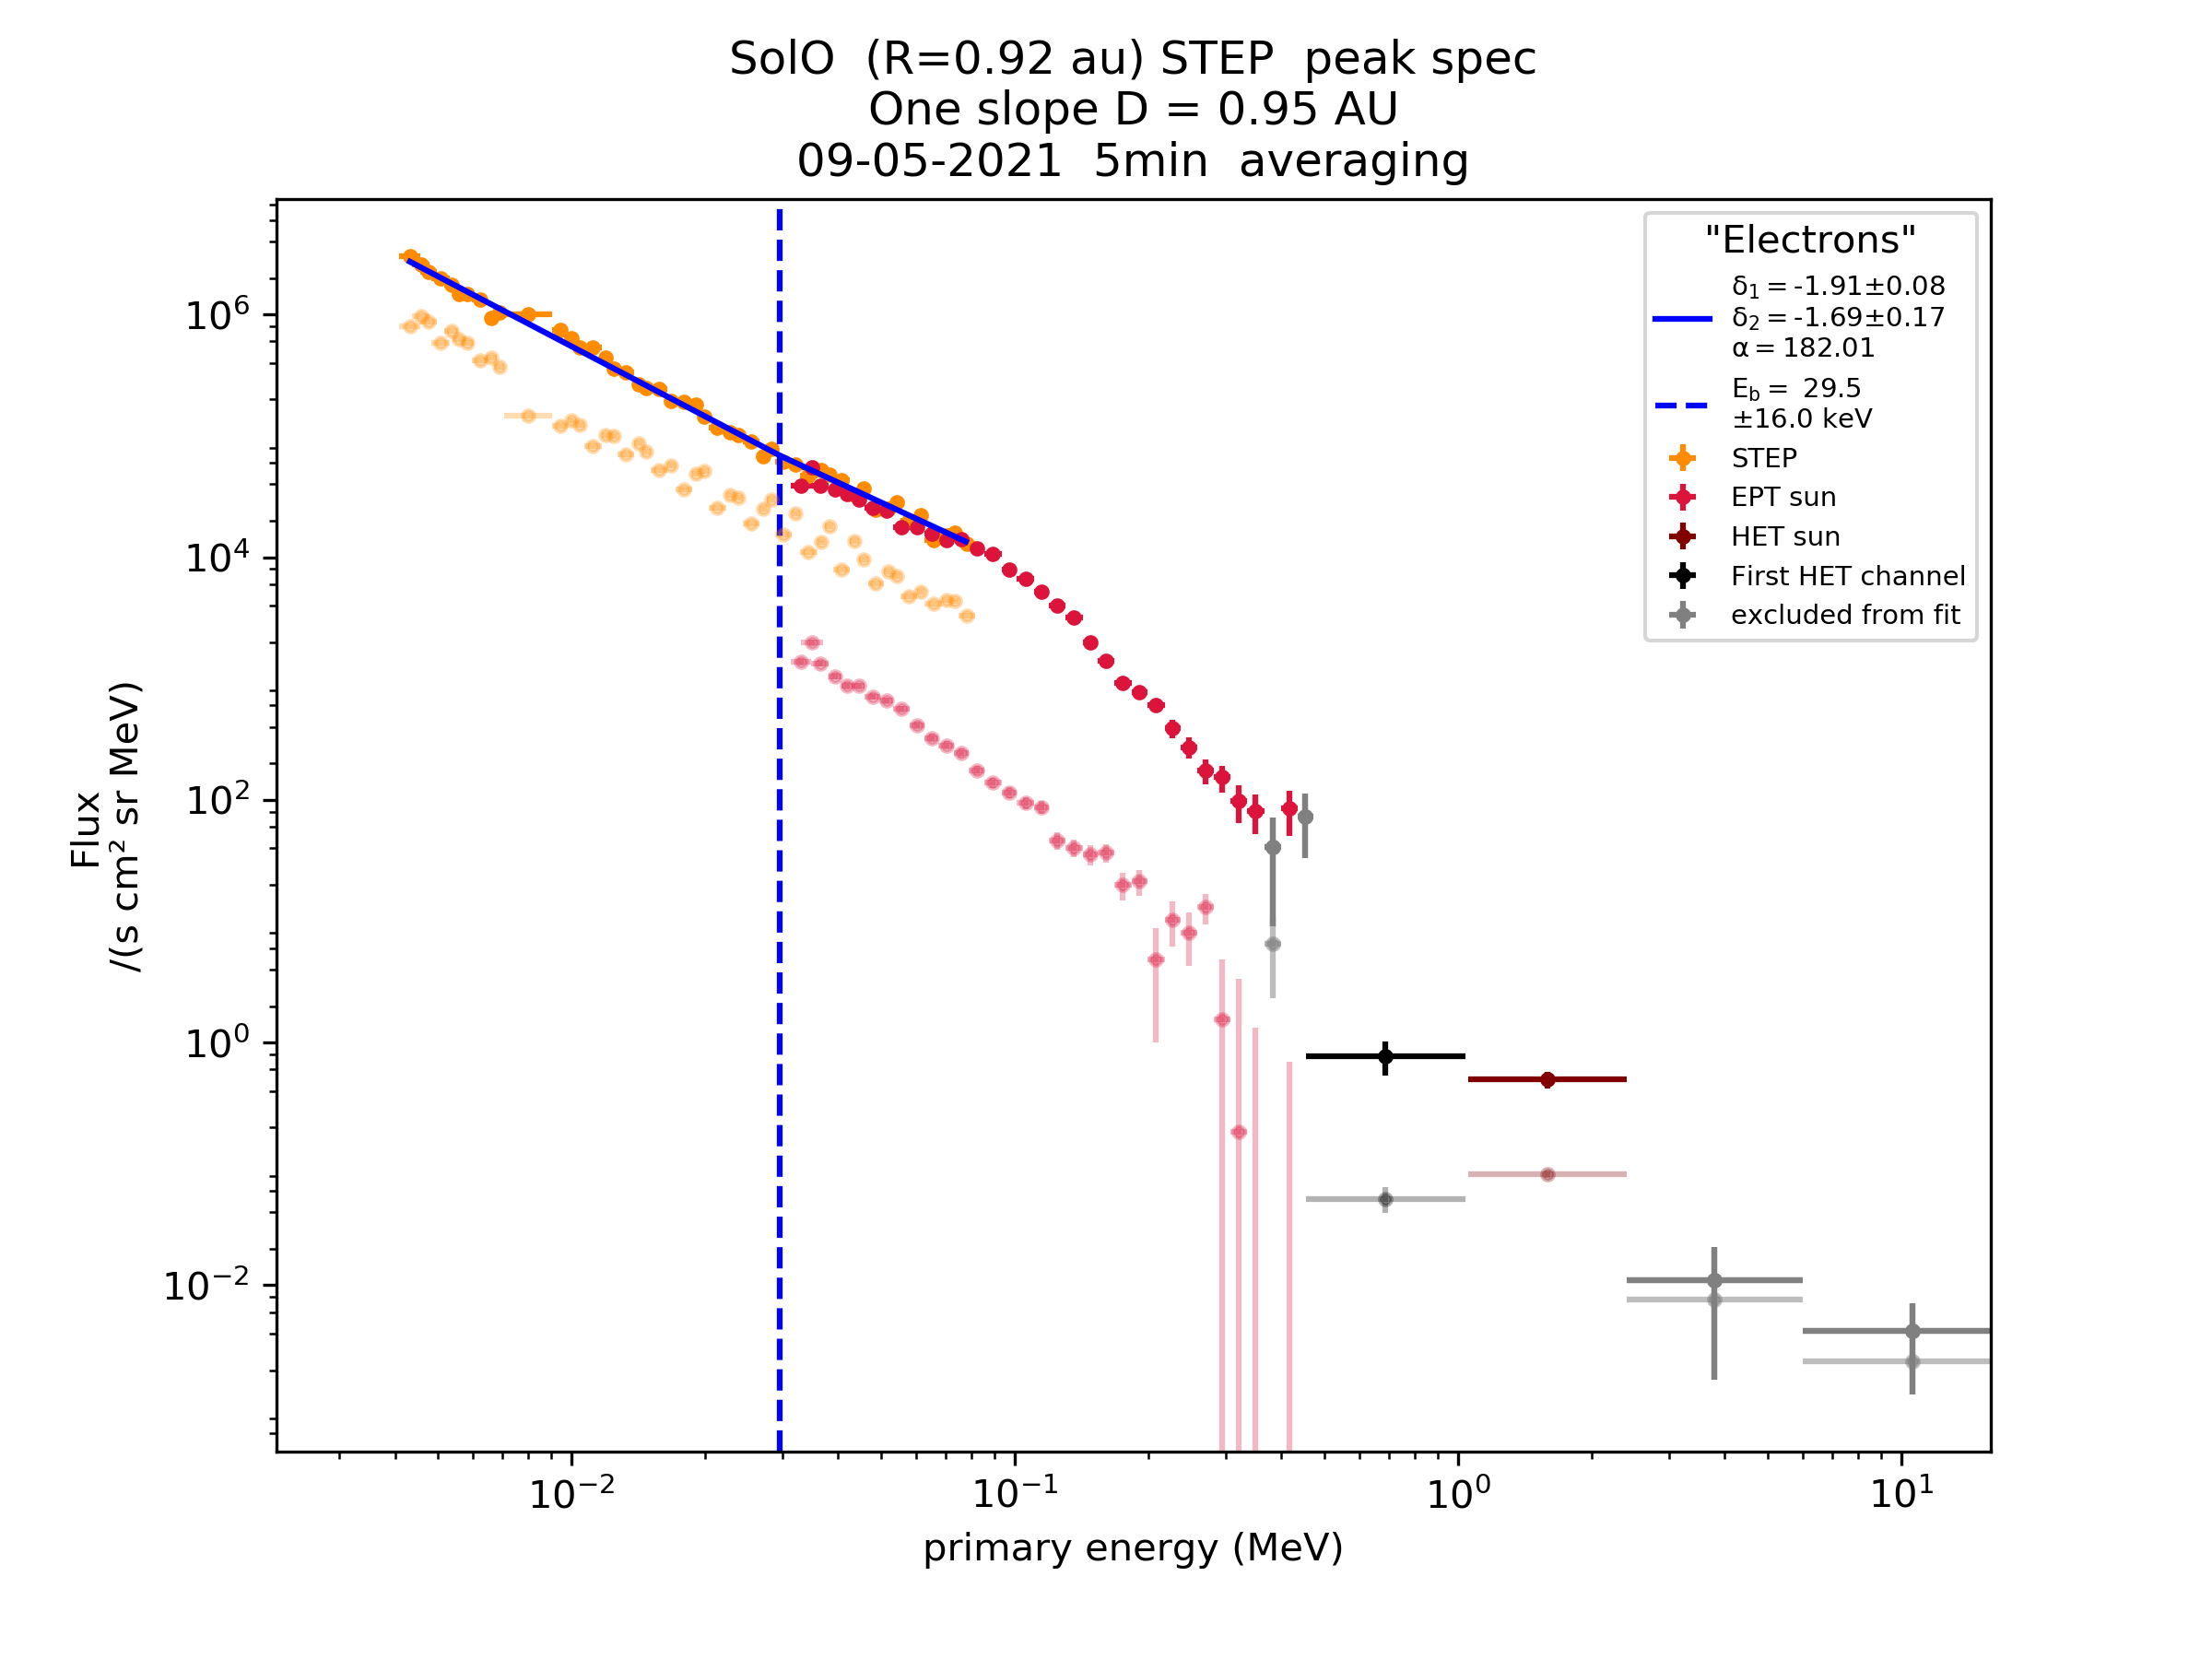 SolO (R=0.92 au) STEP peak spec
One slope D = 0.95 AU
09-05-2021 5min averaging
"Electrons"
δ₁ = -1.91±0.08
δ₂ = -1.69±0.17
α = 182.01
E_b = 29.5
±16.0 keV
STEP
EPT sun
HET sun
First HET channel
excluded from fit
Flux
/(s cm² sr MeV)
10⁶
10⁴
10²
10⁰
10⁻²
10⁻²
10⁻¹
10⁰
10¹
primary energy (MeV)